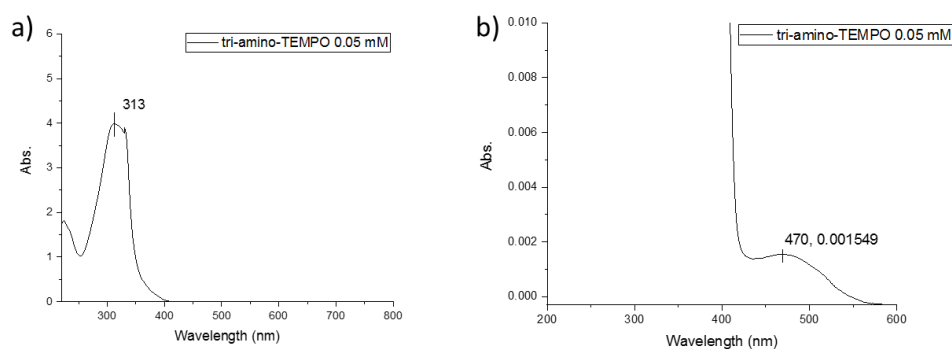 a)
tri-amino-TEMPO 0.05 mM
313
6
5
4
3
2
1
0
Abs.
300 400 500 600 700 800
Wavelength (nm)
b)
tri-amino-TEMPO 0.05 mM
470, 0.001549
0.010
0.008
0.006
0.004
0.002
0.000
Abs.
200 300 400 500 600
Wavelength (nm)